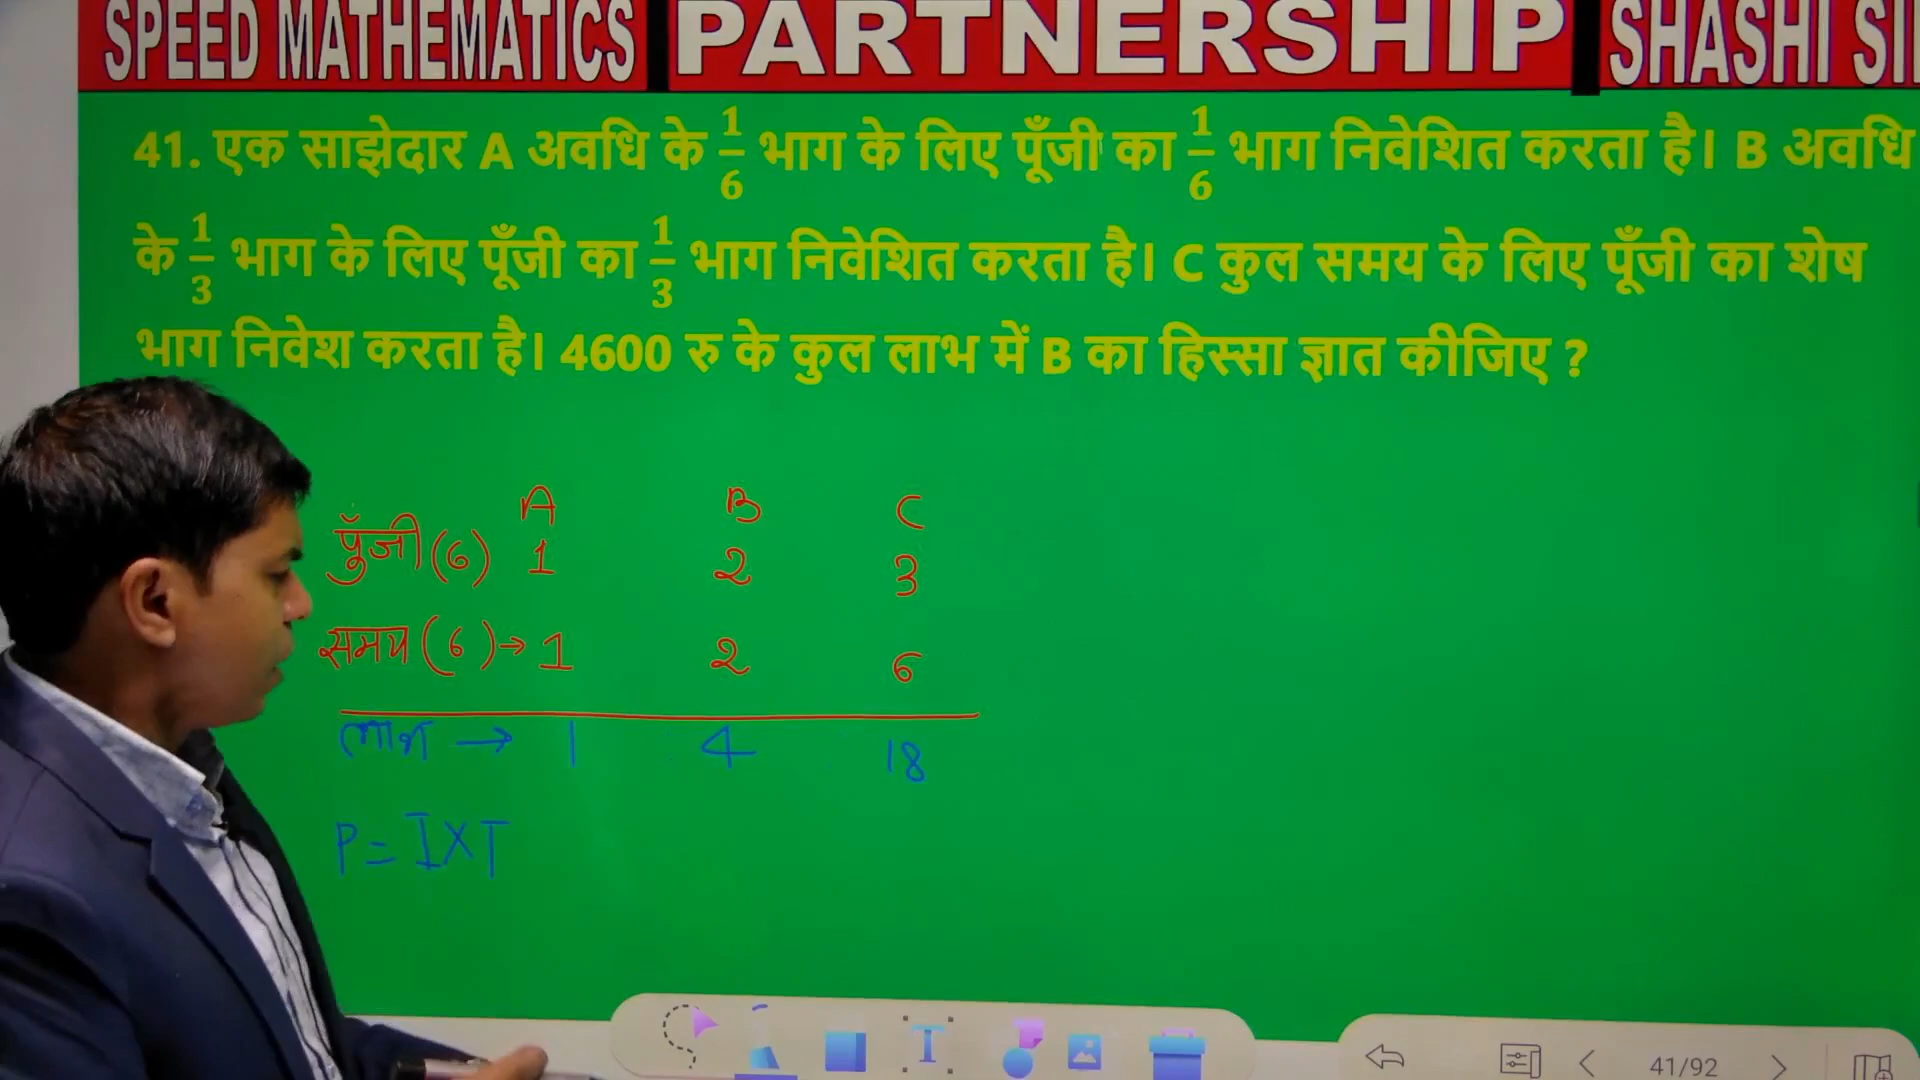 SPEED MATHEMATICS PARTNERSHIP SHASHI SI
41. एक साझेदार A अवधि के 1/6 भाग के लिए पूँजी का 1/6 भाग निवेशित करता है। B अवधि
के 1/3 भाग के लिए पूँजी का 1/3 भाग निवेशित करता है। C कुल समय के लिए पूँजी का शेष
भाग निवेश करता है। 4600 रु के कुल लाभ में B का हिस्सा ज्ञात कीजिए ?
A B C
पूँजी (6) 1 2 3
समय (6) → 1 2 6
लाभ → 1 4 18
P = I X T
41/92